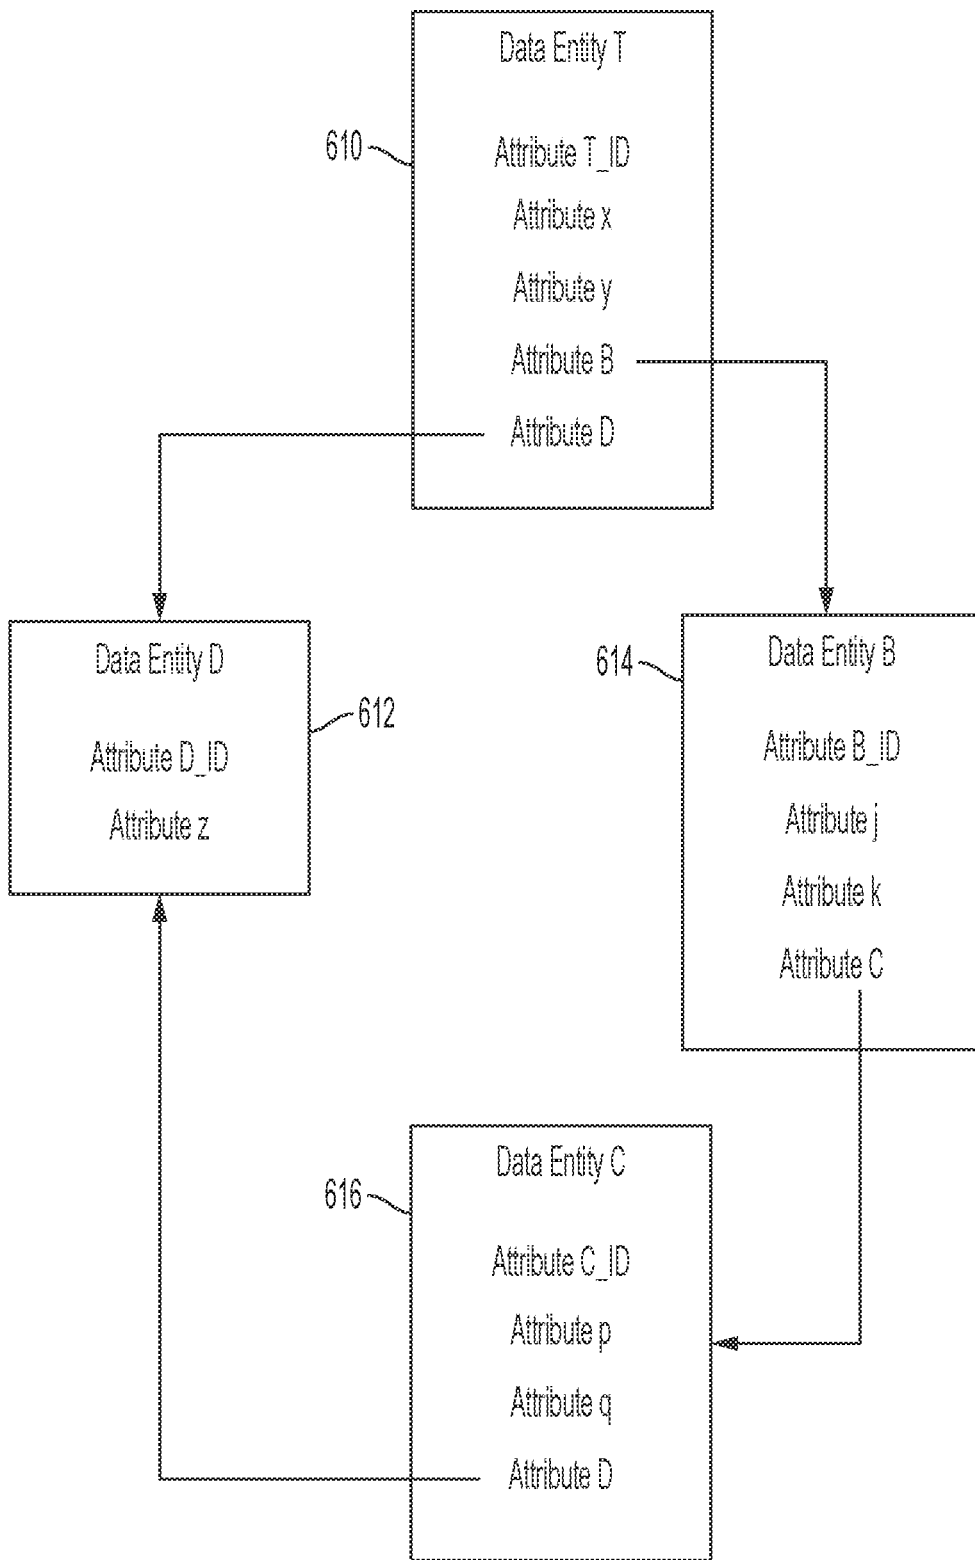 Data Entity T
610
Attribute T_ID
Attribute x
Attribute y
Attribute B
Attribute D
Data Entity D
612
Attribute D_ID
Attribute z
Data Entity B
614
Attribute B_ID
Attribute j
Attribute k
Attribute C
Data Entity C
616
Attribute C_ID
Attribute p
Attribute q
Attribute D